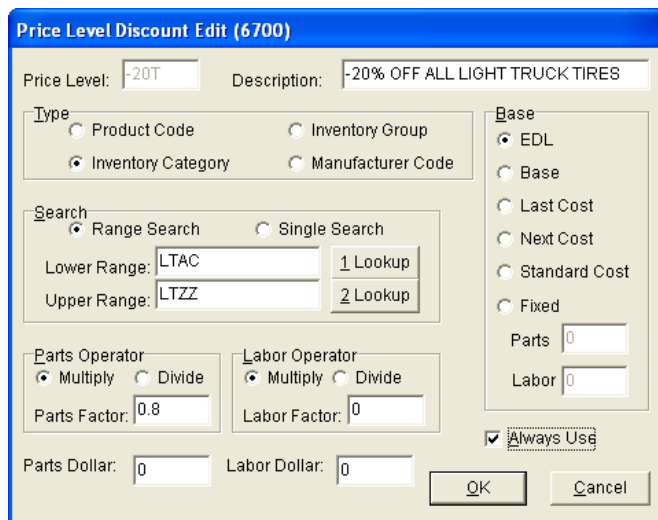 Price Level Discount Edit (6700)
Price Level: -20T Description: -20% OFF ALL LIGHT TRUCK TIRES
Type
Product Code Inventory Group
Inventory Category Manufacturer Code
Base
EDL
Base
Last Cost
Next Cost
Standard Cost
Fixed
Parts 0
Labor 0
Search
Range Search Single Search
Lower Range: LTAC 1 Lookup
Upper Range: LTZZ 2 Lookup
Parts Operator
Multiply Divide
Parts Factor: 0.8
Labor Operator
Multiply Divide
Labor Factor: 0
Always Use
Parts Dollar: 0 Labor Dollar: 0
OK Cancel